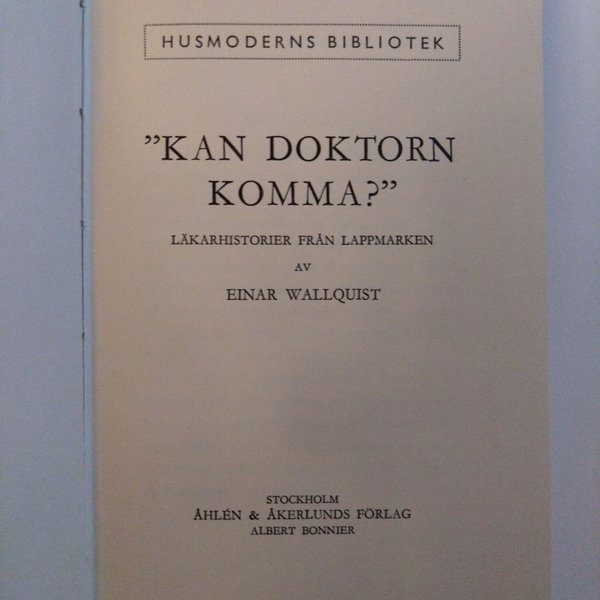 HUSMODERNS BIBLIOTEK
”KAN DOKTORN
KOMMA?”
LÄKARHISTORIER FRÅN LAPPMARKEN
AV
EINAR WALLQUIST
STOCKHOLM
ÅHLÉN & ÅKERLUNDS FÖRLAG
ALBERT BONNIER